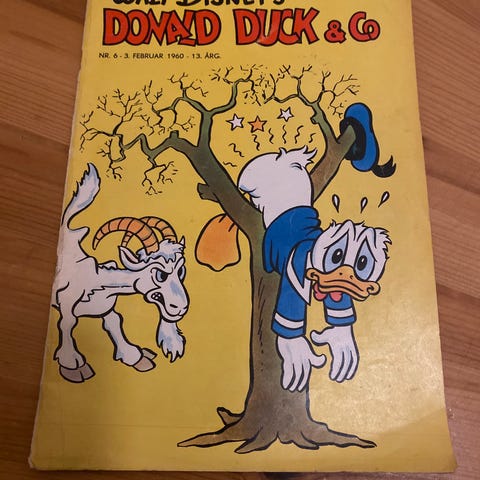 WALT DISNEY'S
DONALD DUCK & Co
NR. 6 - 3. FEBRUAR 1960 - 13. ÅRG.